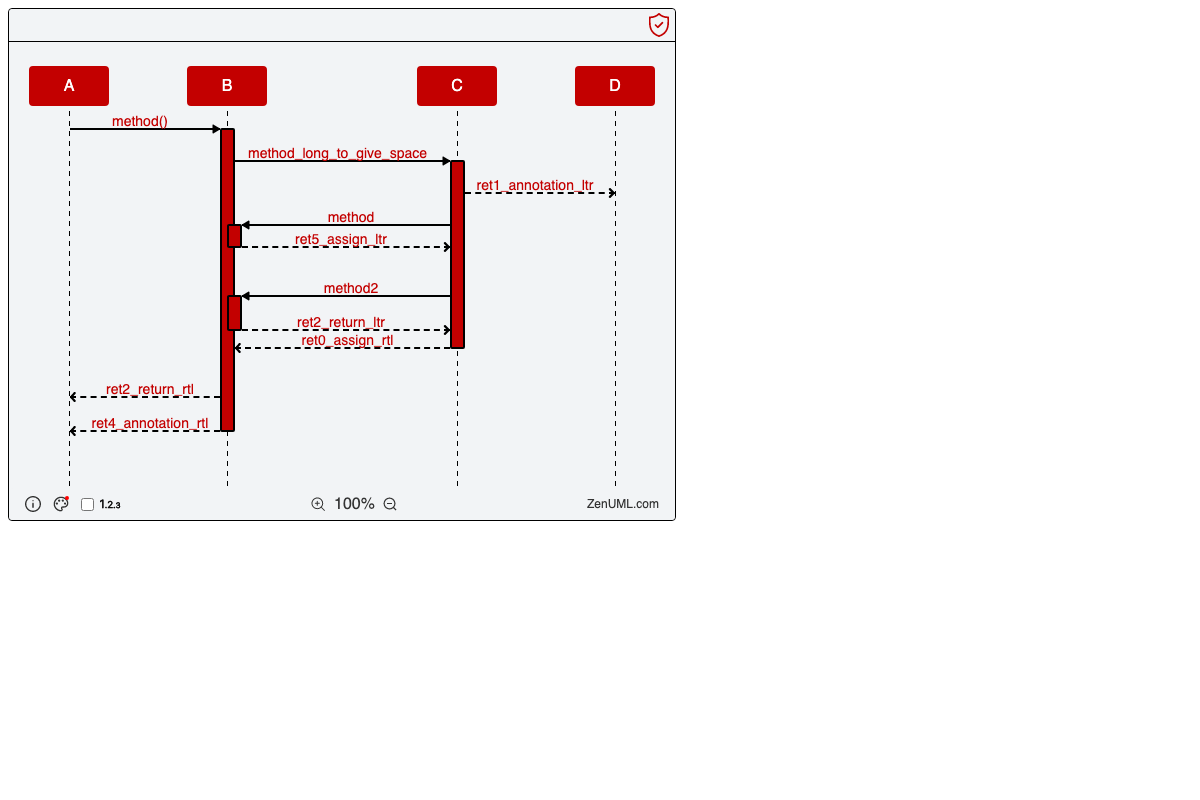 A
B
C
D
method()
method_long_to_give_space
ret1_annotation_ltr
method
ret5_assign_ltr
method2
ret2_return_ltr
ret0_assign_rtl
ret2_return_rtl
ret4_annotation_rtl
1.2.3
100%
ZenUML.com